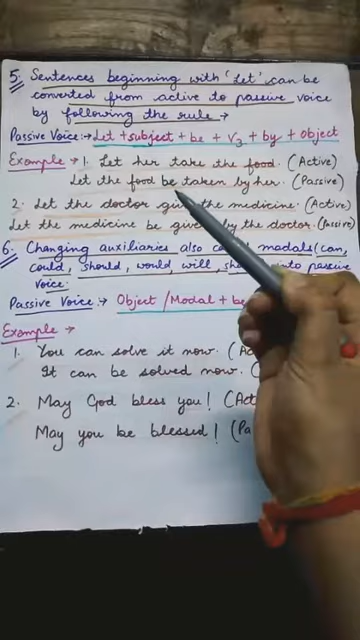 5. Sentences beginning with 'Let' can be
converted from active to passive voice
by following the rule →
Passive Voice:→ Let + subject + be + V3 + by + Object
Example → 1. Let her take the food. (Active)
Let the food be taken by her. (Passive)
2. Let the doctor give the medicine. (Active)
Let the medicine be given by the doctor. (Passive)
6. Changing auxiliaries also called modals (can,
could, should, would, will, into passive
Voice.
Passive Voice:→ Object / Modal + be
Example →
1. You can solve it now.
It can be solved now.
2. May God bless you!
May you be blessed!